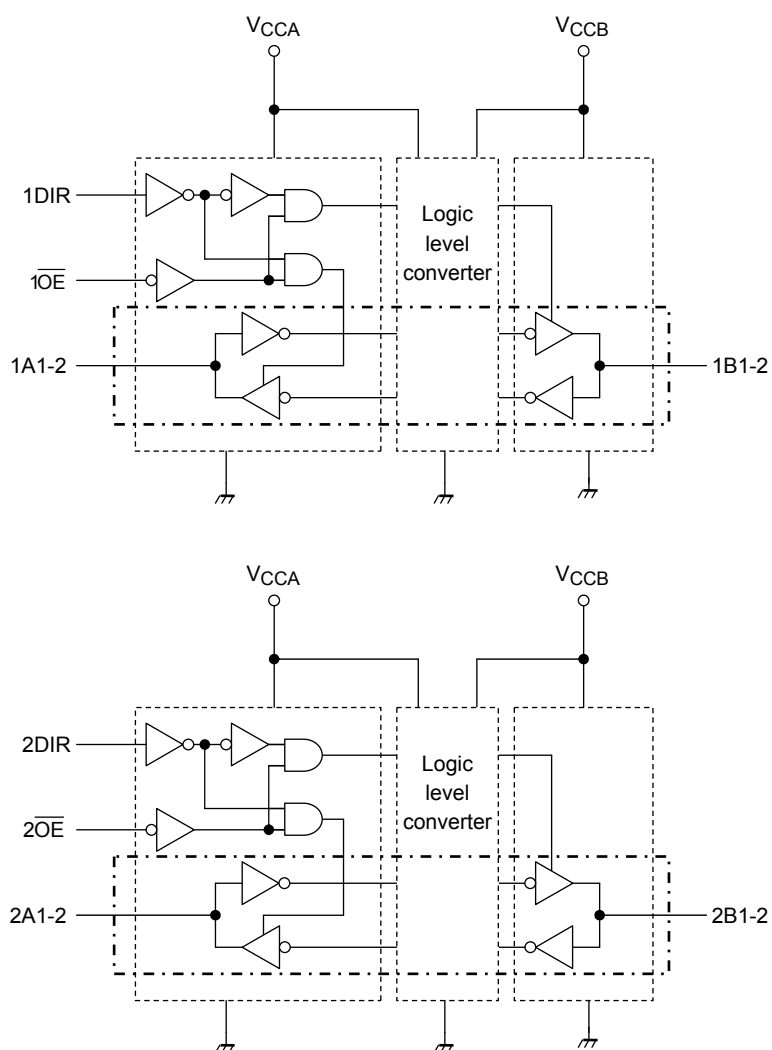 VCCA
VCCB
1DIR
Logic
level
converter
1OE
1A1-2
1B1-2
VCCA
VCCB
2DIR
Logic
level
converter
2OE
2A1-2
2B1-2